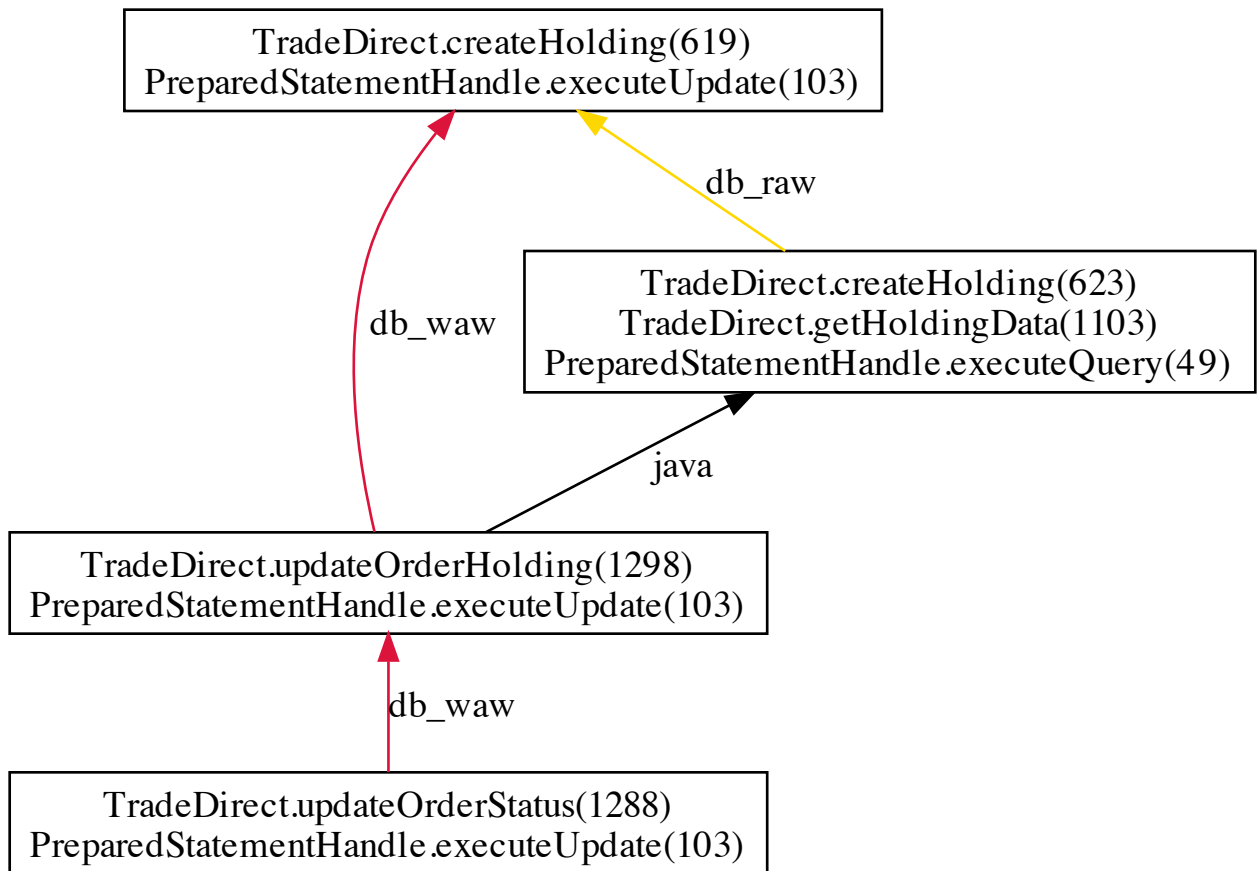 TradeDirect.createHolding(619)
PreparedStatementHandle.executeUpdate(103)
db_raw
TradeDirect.createHolding(623)
TradeDirect.getHoldingData(1103)
PreparedStatementHandle.executeQuery(49)
db_waw
java
TradeDirect.updateOrderHolding(1298)
PreparedStatementHandle.executeUpdate(103)
db_waw
TradeDirect.updateOrderStatus(1288)
PreparedStatementHandle.executeUpdate(103)